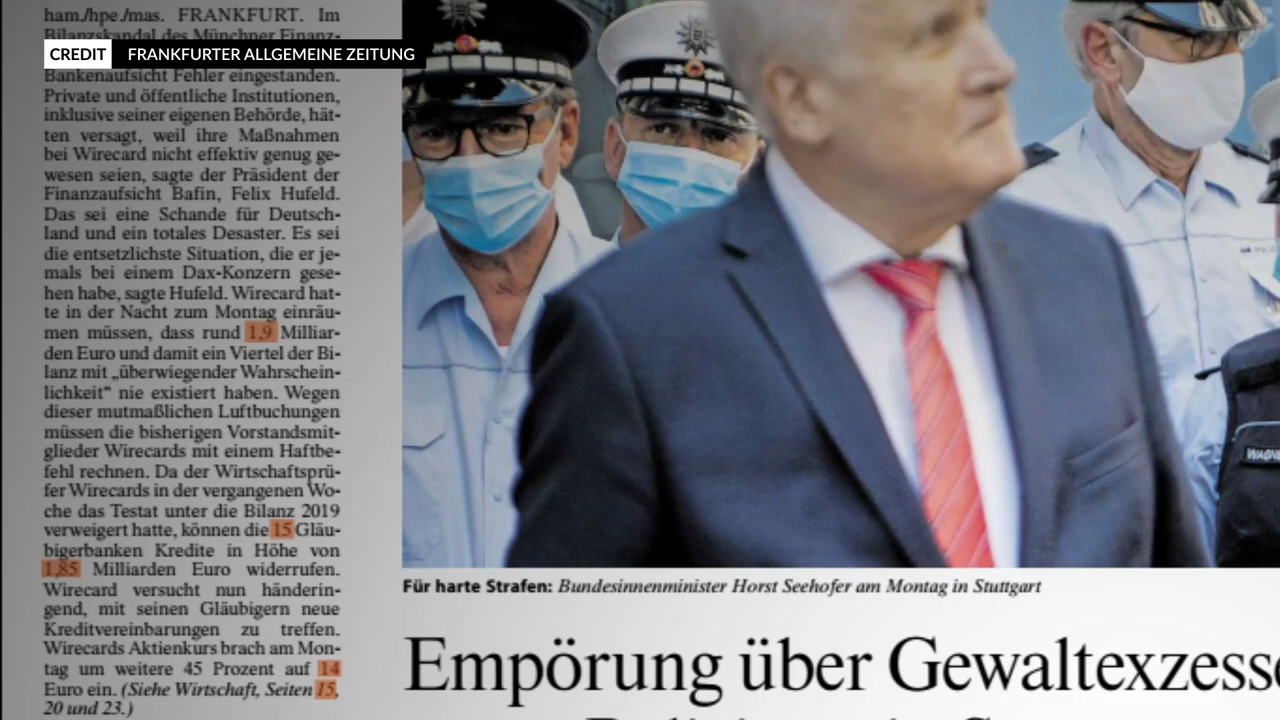 ham./hpe./mas. FRANKFURT. Im
Bilanzskandal des Münchner Finanz-
CREDIT FRANKFURTER ALLGEMEINE ZEITUNG
Bankenaufsicht Fehler eingestanden.
Private und öffentliche Institutionen,
inklusive seiner eigenen Behörde, hät-
ten versagt, weil ihre Maßnahmen
bei Wirecard nicht effektiv genug ge-
wesen seien, sagte der Präsident der
Finanzaufsicht Bafin, Felix Hufeld.
Das sei eine Schande für Deutsch-
land und ein totales Desaster. Es sei
die entsetzlichste Situation, die er je-
mals bei einem Dax-Konzern gese-
hen habe, sagte Hufeld. Wirecard hat-
te in der Nacht zum Montag einräu-
men müssen, dass rund 1,9 Milliar-
den Euro und damit ein Viertel der Bi-
lanz mit „überwiegender Wahrschein-
lichkeit“ nie existiert haben. Wegen
dieser mutmaßlichen Luftbuchungen
müssen die bisherigen Vorstandsmit-
glieder Wirecards mit einem Haftbe-
fehl rechnen. Da der Wirtschaftsprü-
fer Wirecards in der vergangenen Wo-
che das Testat unter die Bilanz 2019
verweigert hatte, können die 15 Gläu-
bigerbanken Kredite in Höhe von
1,85 Milliarden Euro widerrufen.
Wirecard versucht nun händerin-
gend, mit seinen Gläubigern neue
Kreditvereinbarungen zu treffen.
Wirecards Aktienkurs brach am Mon-
tag um weitere 45 Prozent auf 14
Euro ein. (Siehe Wirtschaft, Seiten 15,
20 und 23.)
WAGNE
Für harte Strafen: Bundesinnenminister Horst Seehofer am Montag in Stuttgart
Empörung über Gewaltexzesse